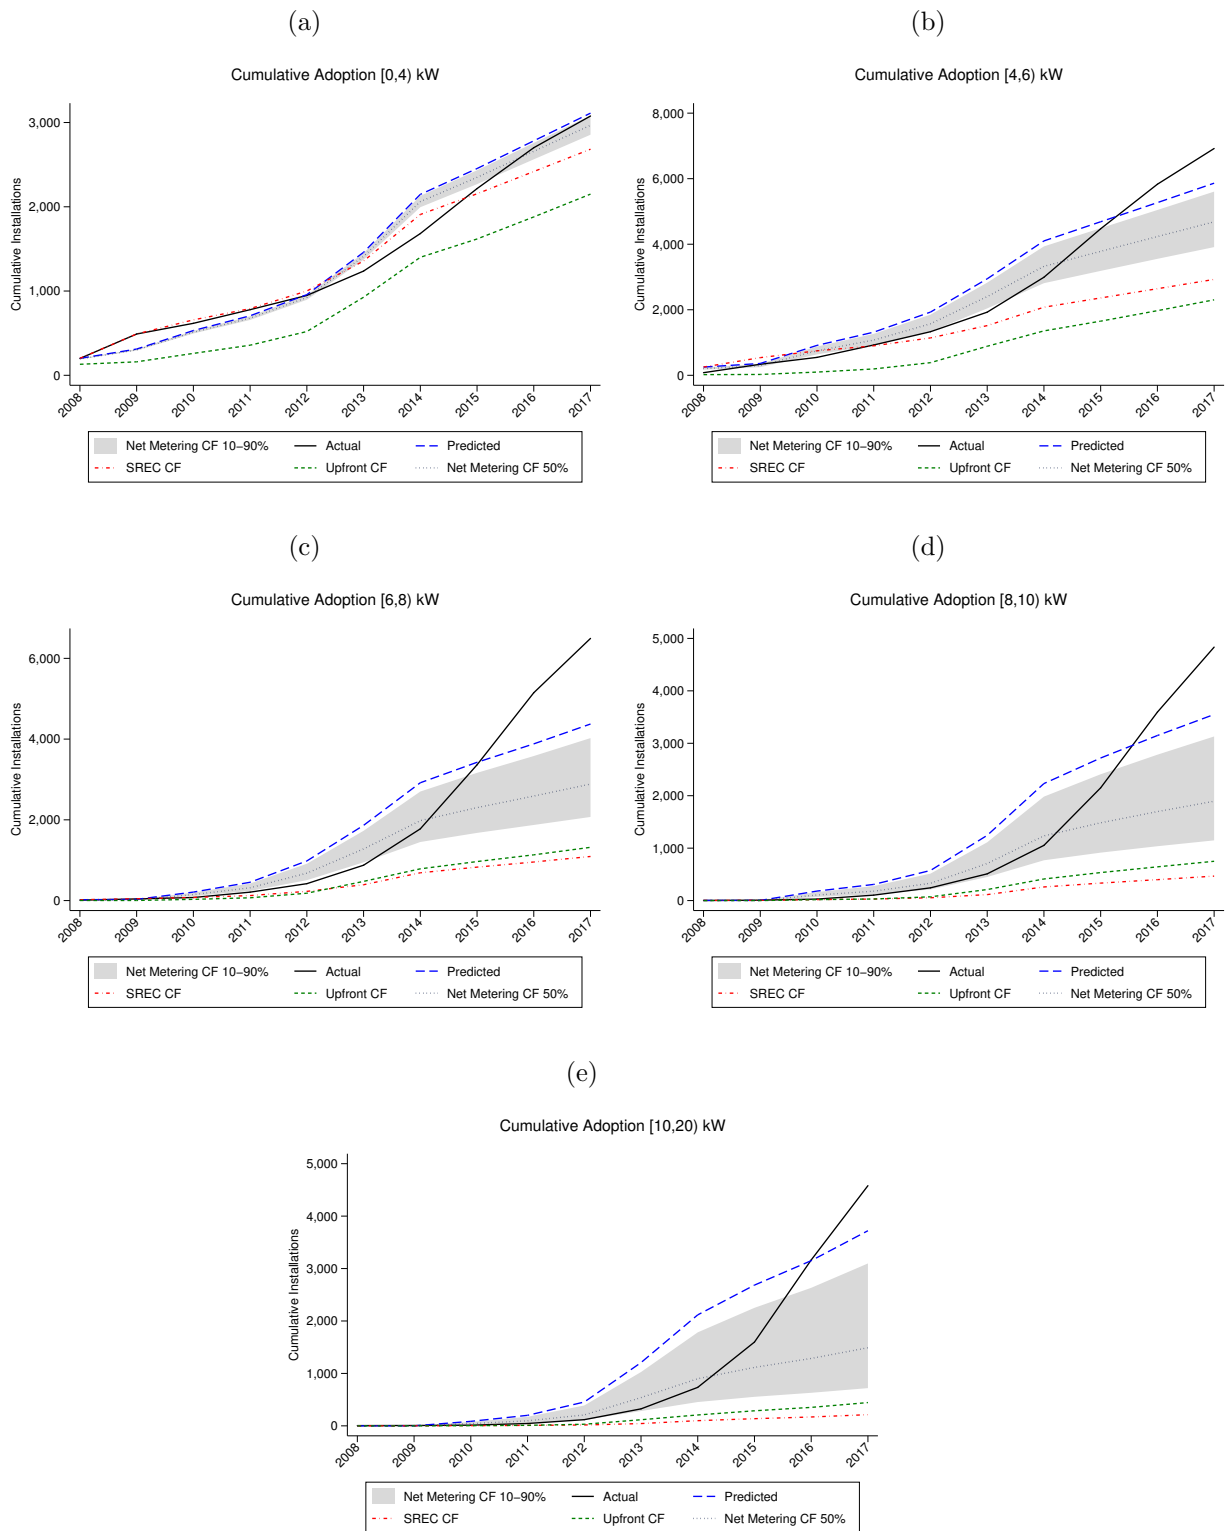 (a)
Cumulative Adoption [0,4) kW
Cumulative Installations
3,000
2,000
1,000
0
2008 2009 2010 2011 2012 2013 2014 2015 2016 2017
Net Metering CF 10−90% Actual Predicted
SREC CF Upfront CF Net Metering CF 50%
(b)
Cumulative Adoption [4,6) kW
Cumulative Installations
8,000
6,000
4,000
2,000
0
2008 2009 2010 2011 2012 2013 2014 2015 2016 2017
Net Metering CF 10−90% Actual Predicted
SREC CF Upfront CF Net Metering CF 50%
(c)
Cumulative Adoption [6,8) kW
Cumulative Installations
6,000
4,000
2,000
0
2008 2009 2010 2011 2012 2013 2014 2015 2016 2017
Net Metering CF 10−90% Actual Predicted
SREC CF Upfront CF Net Metering CF 50%
(d)
Cumulative Adoption [8,10) kW
Cumulative Installations
5,000
4,000
3,000
2,000
1,000
0
2008 2009 2010 2011 2012 2013 2014 2015 2016 2017
Net Metering CF 10−90% Actual Predicted
SREC CF Upfront CF Net Metering CF 50%
(e)
Cumulative Adoption [10,20) kW
Cumulative Installations
5,000
4,000
3,000
2,000
1,000
0
2008 2009 2010 2011 2012 2013 2014 2015 2016 2017
Net Metering CF 10−90% Actual Predicted
SREC CF Upfront CF Net Metering CF 50%